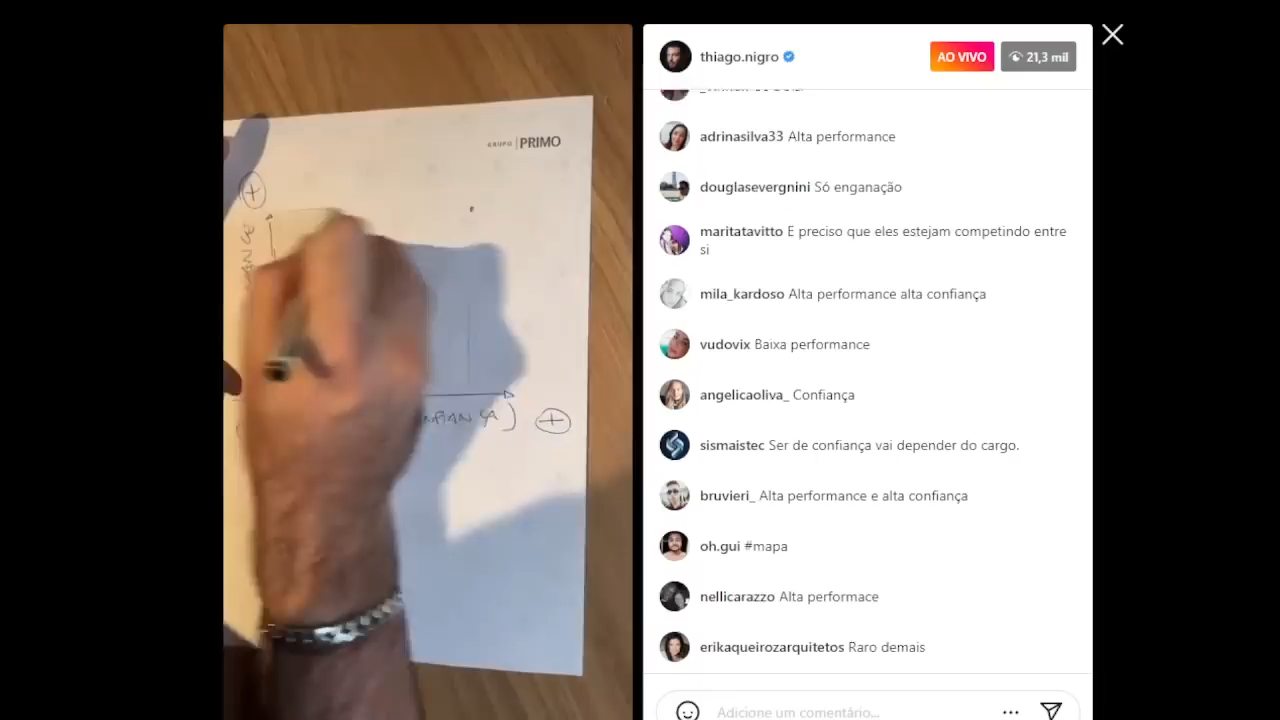 GRUPO | PRIMO
thiago.nigro
AO VIVO
21,3 mil
adrinasilva33 Alta performance
douglasevergnini Só enganação
maritatavitto E preciso que eles estejam competindo entre
si
mila_kardoso Alta performance alta confiança
vudovix Baixa performance
angelicaoliva_ Confiança
sismaistec Ser de confiança vai depender do cargo.
bruvieri_ Alta performance e alta confiança
oh.gui #mapa
nellicarazzo Alta performace
erikaqueirozarquitetos Raro demais
Adicione um comentário...